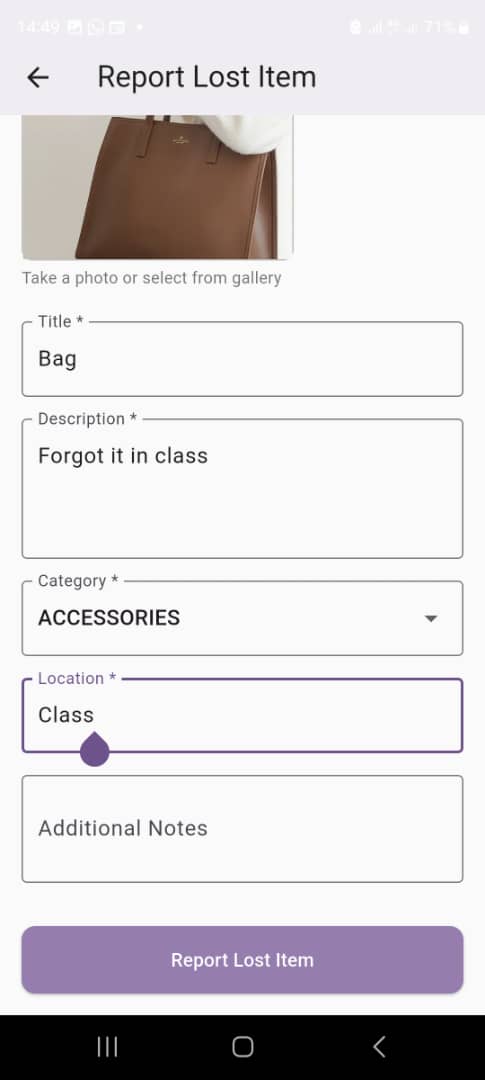 14:49
71%
Report Lost Item
Take a photo or select from gallery
Title *
Bag
Description *
Forgot it in class
Category *
ACCESSORIES
Location *
Class
Additional Notes
Report Lost Item